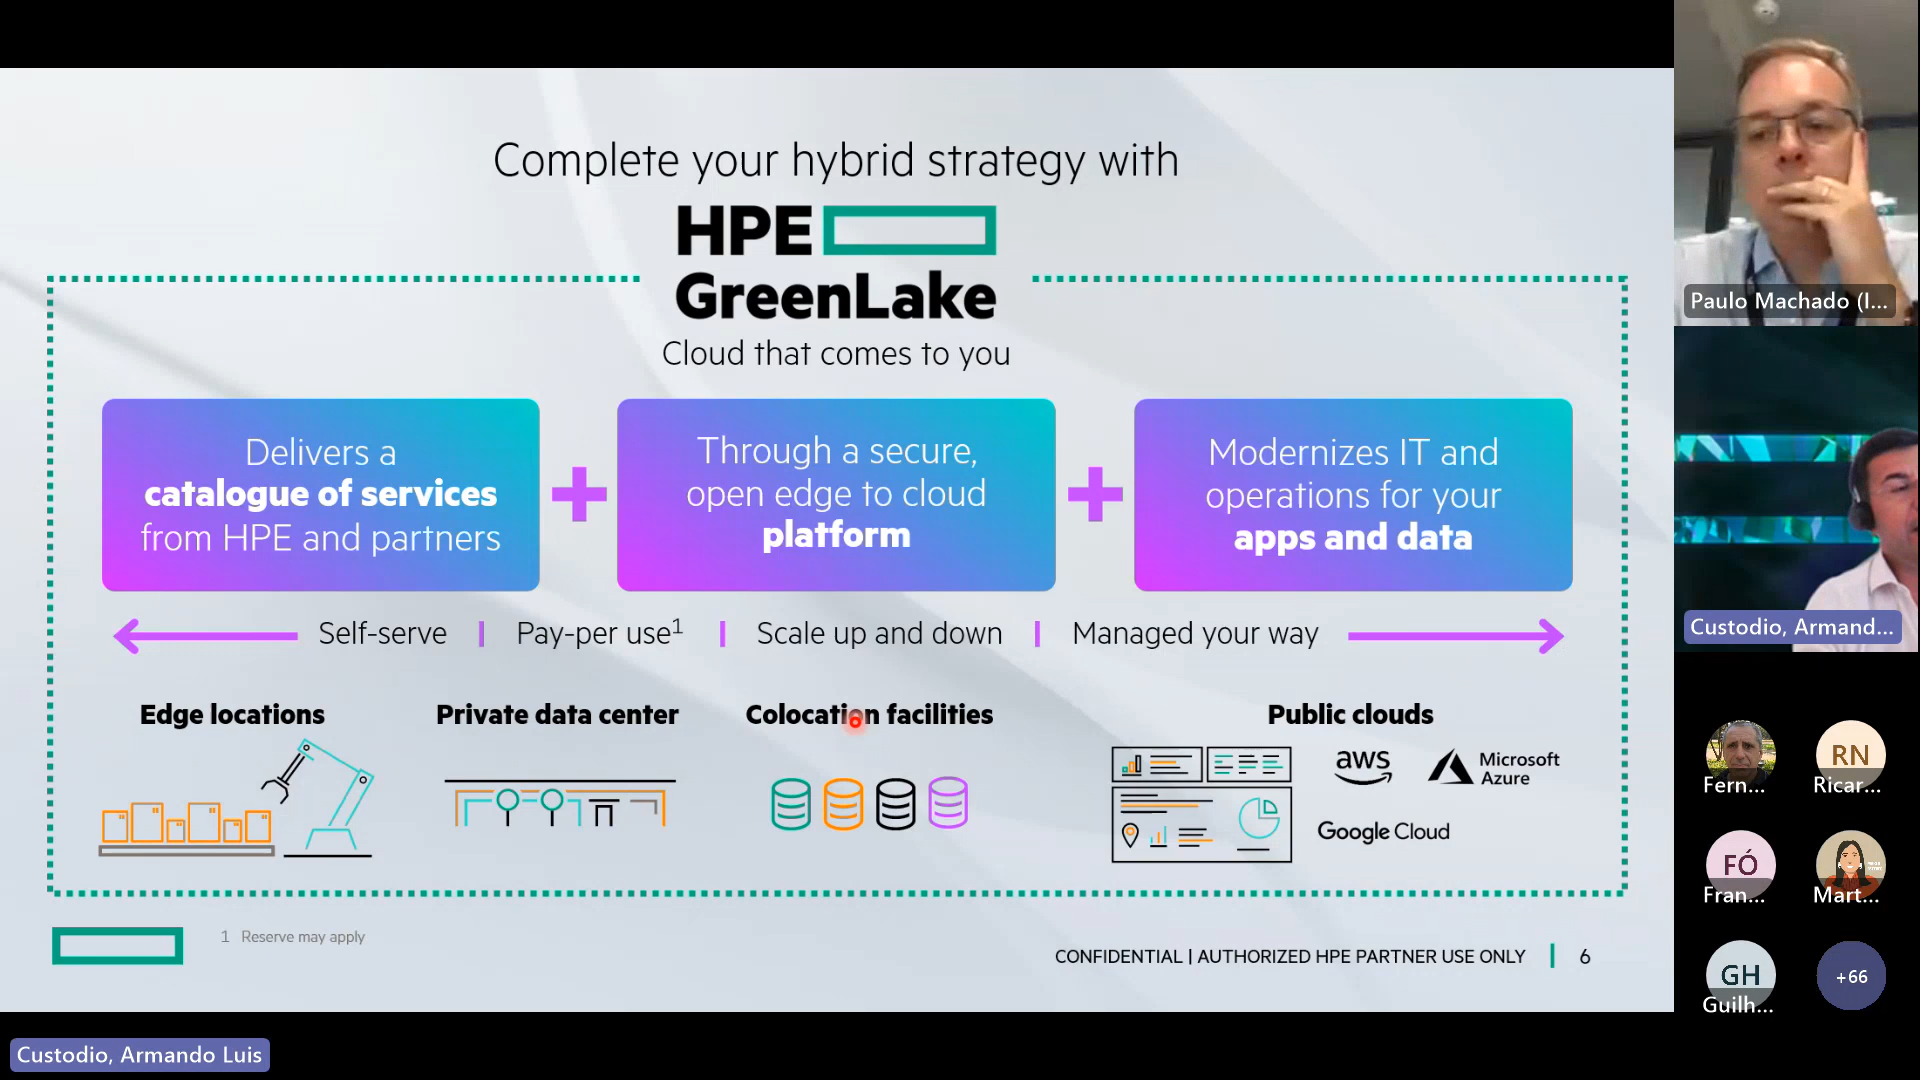 Complete your hybrid strategy with
HPE
GreenLake
Cloud that comes to you
Delivers a
catalogue of services
from HPE and partners
Through a secure,
open edge to cloud
platform
Modernizes IT and
operations for your
apps and data
Self-serve | Pay-per use¹ | Scale up and down | Managed your way
Edge locations
Private data center
Colocation facilities
Public clouds
aws
Microsoft
Azure
Google Cloud
1 Reserve may apply
CONFIDENTIAL | AUTHORIZED HPE PARTNER USE ONLY | 6
Custodio, Armando Luis
Paulo Machado (I...
Custodio, Armand...
Fern...
RN
Ricar...
FÓ
Fran...
Mart...
GH
Guilh...
+66